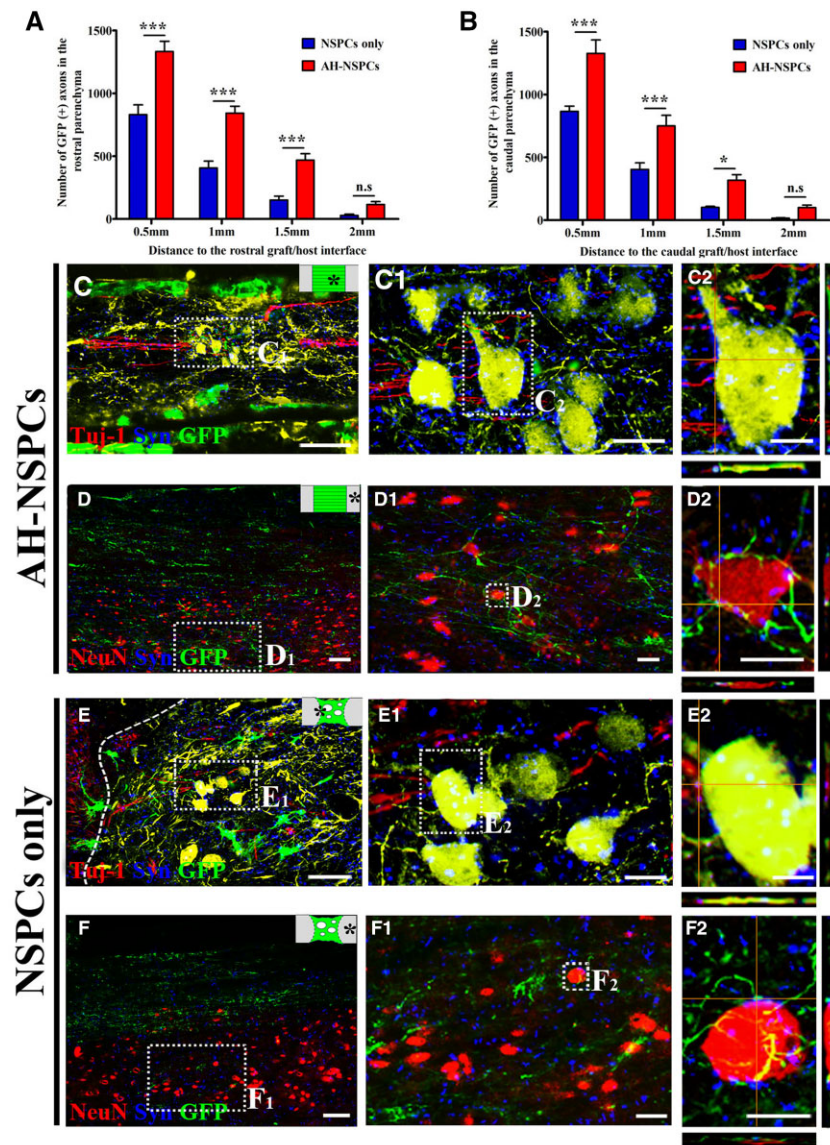 A
Number of GFP (+) axons in the
rostral parenchyma
1500
1000
500
0
***
***
***
n.s
NSPCs only
AH-NSPCs
0.5mm 1mm 1.5mm 2mm
Distance to the rostral graft/host interface
B
Number of GFP (+) axons in the
caudal parenchyma
1500
1000
500
0
***
***
*
n.s
NSPCs only
AH-NSPCs
0.5mm 1mm 1.5mm 2mm
Distance to the caudal graft/host interface
AH-NSPCs
C
*
C1
Tuj-1 Syn GFP
C1
C2
C2
D
*
D1
NeuN Syn GFP
D1
D2
D2
NSPCs only
E
*
E1
Tuj-1 Syn GFP
E1
E2
E2
F
*
F1
NeuN Syn GFP
F1
F2
F2